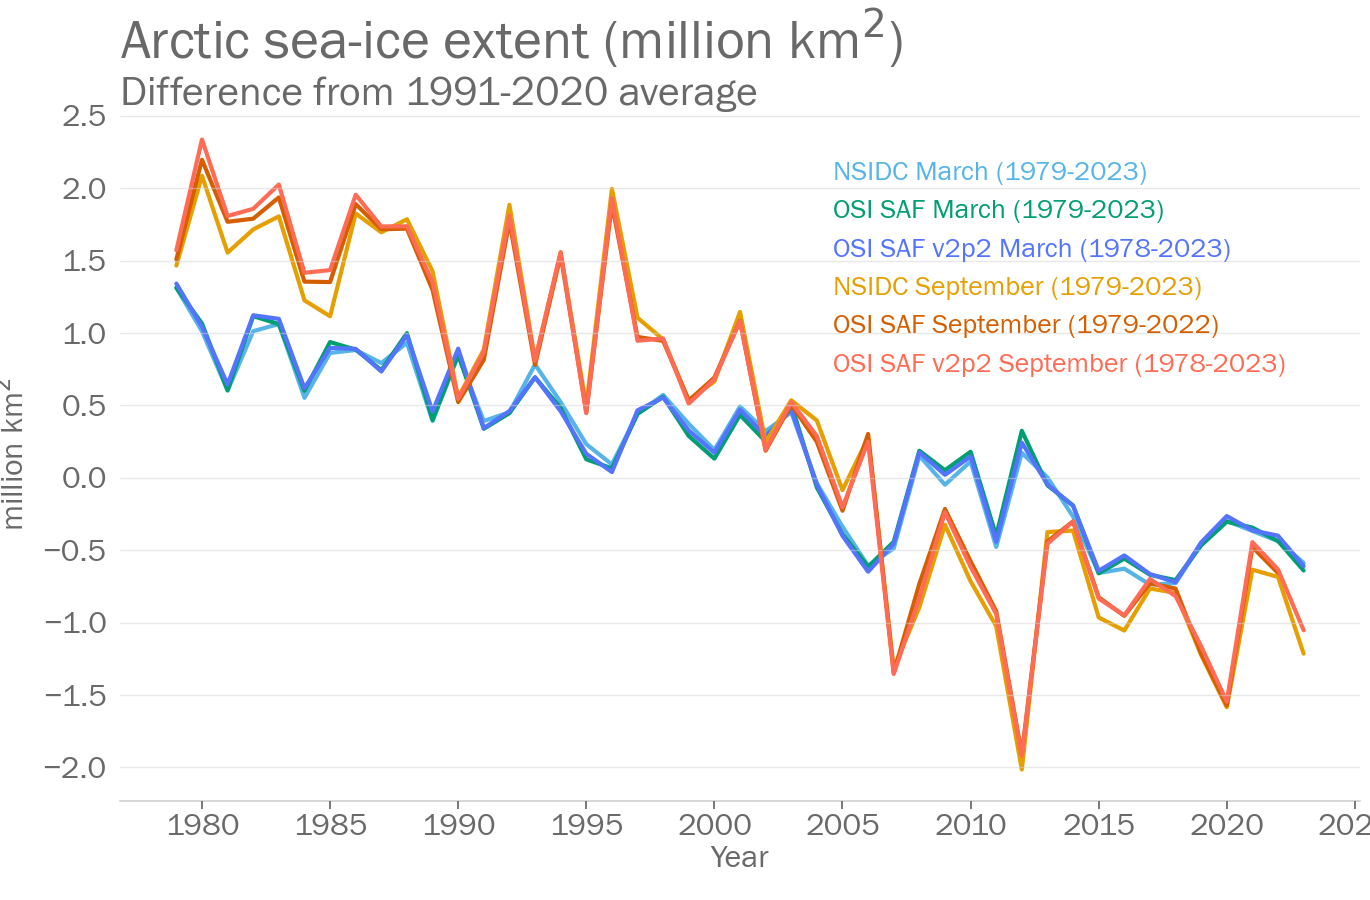 Arctic sea-ice extent (million km²)
Difference from 1991-2020 average
2.5
2.0
1.5
1.0
0.5
0.0
−0.5
−1.0
−1.5
−2.0
million km²
NSIDC March (1979-2023)
OSI SAF March (1979-2023)
OSI SAF v2p2 March (1978-2023)
NSIDC September (1979-2023)
OSI SAF September (1979-2022)
OSI SAF v2p2 September (1978-2023)
1980 1985 1990 1995 2000 2005 2010 2015 2020 202
Year